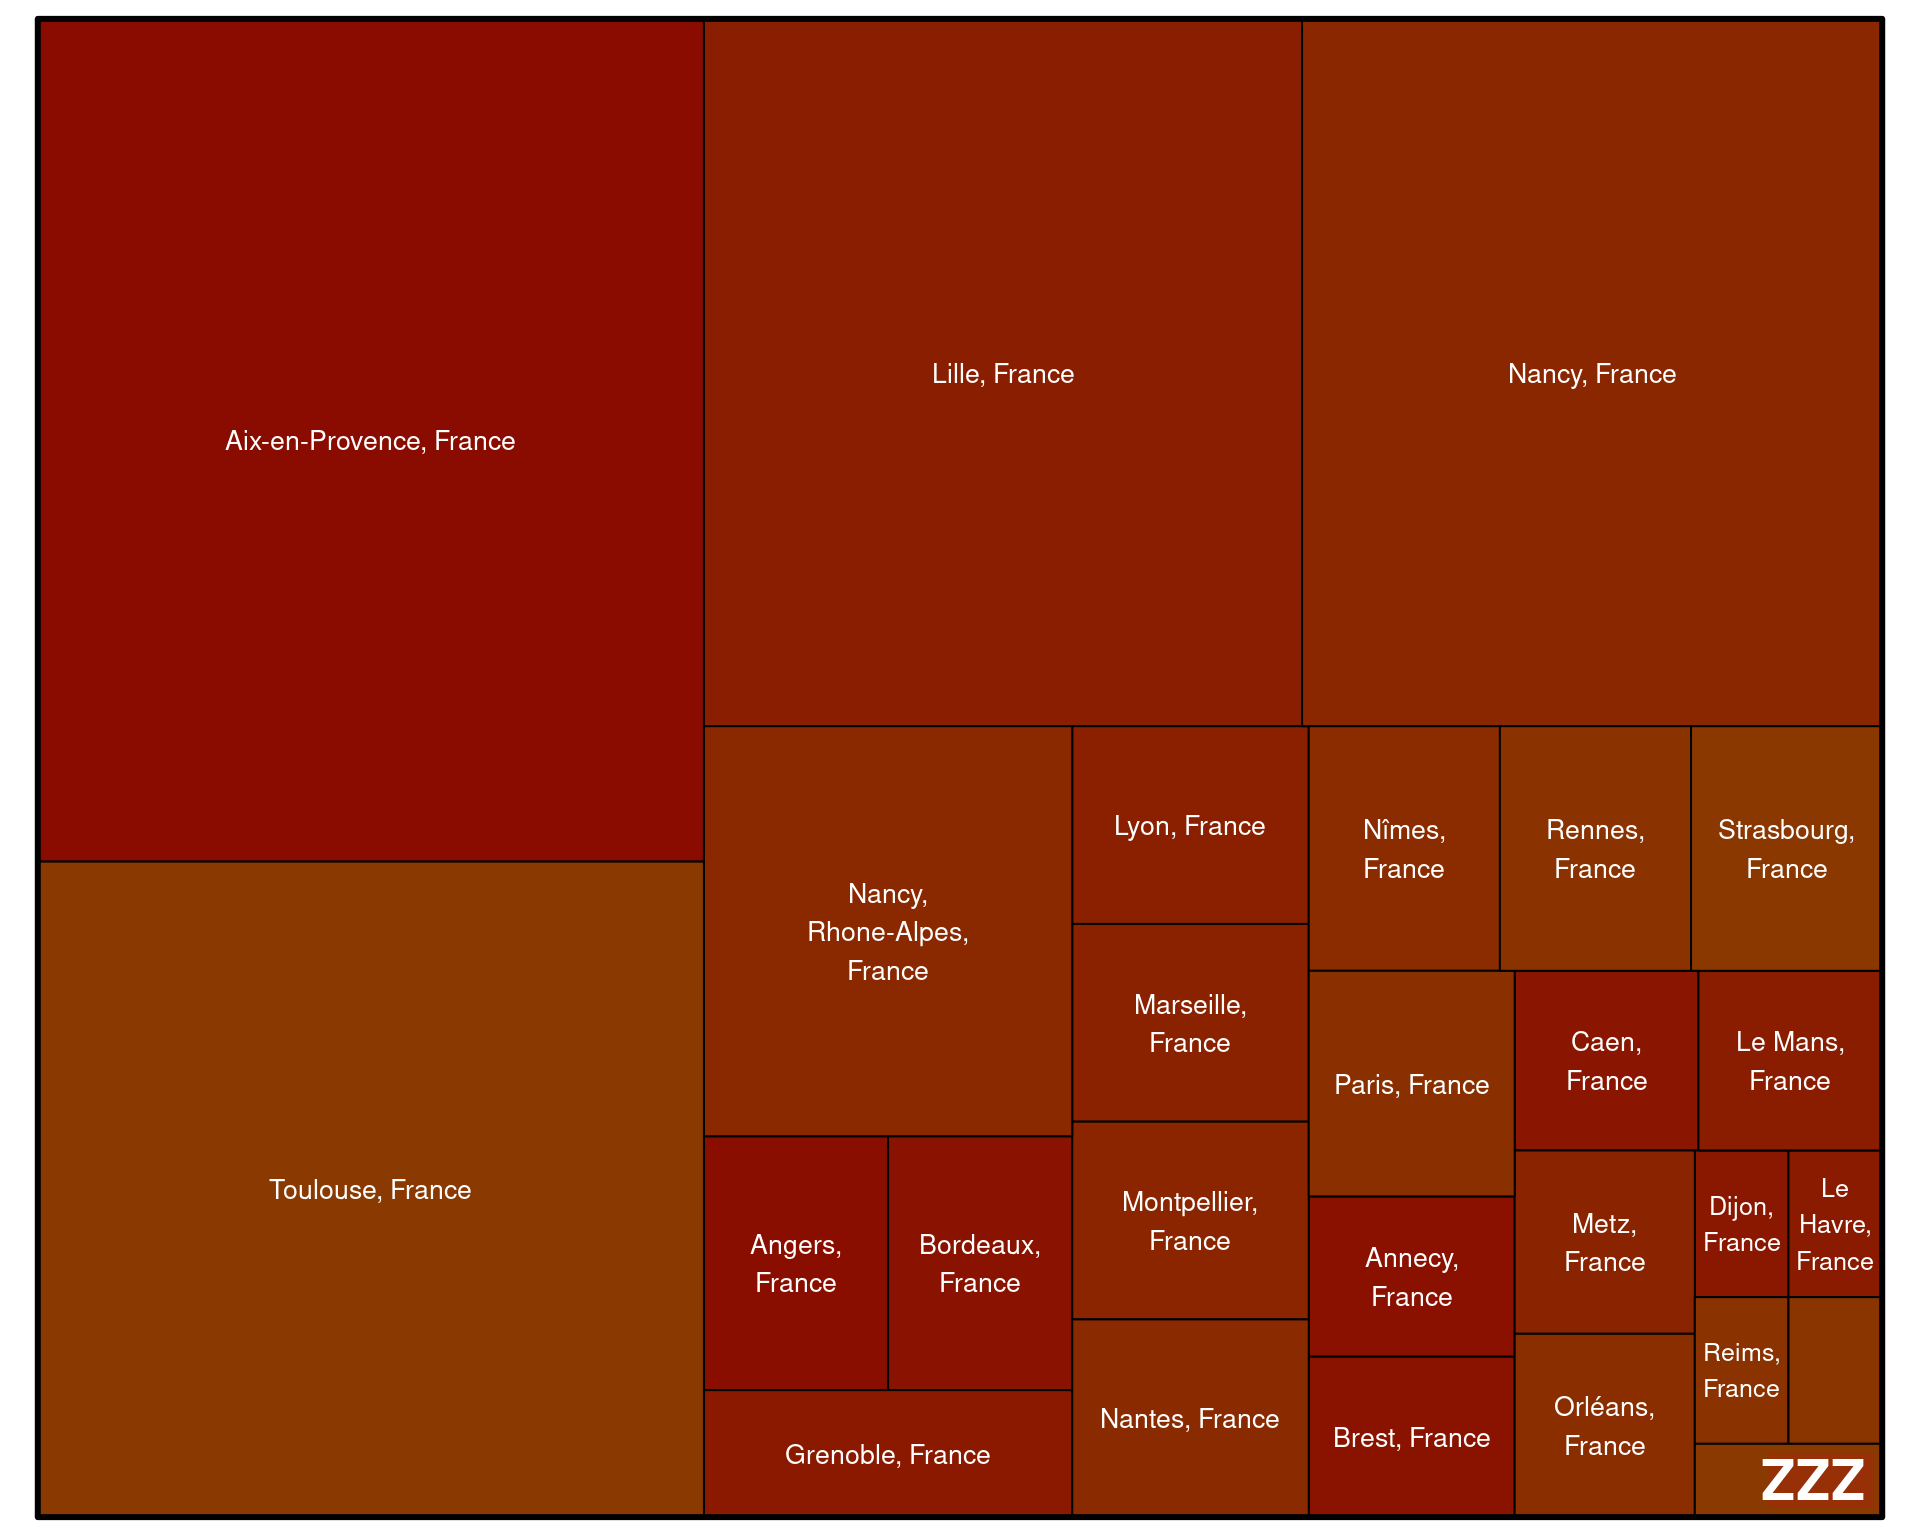 Aix-en-Provence, France
Lille, France
Nancy, France
Toulouse, France
Nancy,
Rhone-Alpes,
France
Lyon, France
Marseille,
France
Montpellier,
France
Nantes, France
Angers,
France
Bordeaux,
France
Grenoble, France
Nîmes,
France
Rennes,
France
Strasbourg,
France
Paris, France
Annecy,
France
Brest, France
Caen,
France
Le Mans,
France
Metz,
France
Orléans,
France
Dijon,
France
Le
Havre,
France
Reims,
France
ZZZ